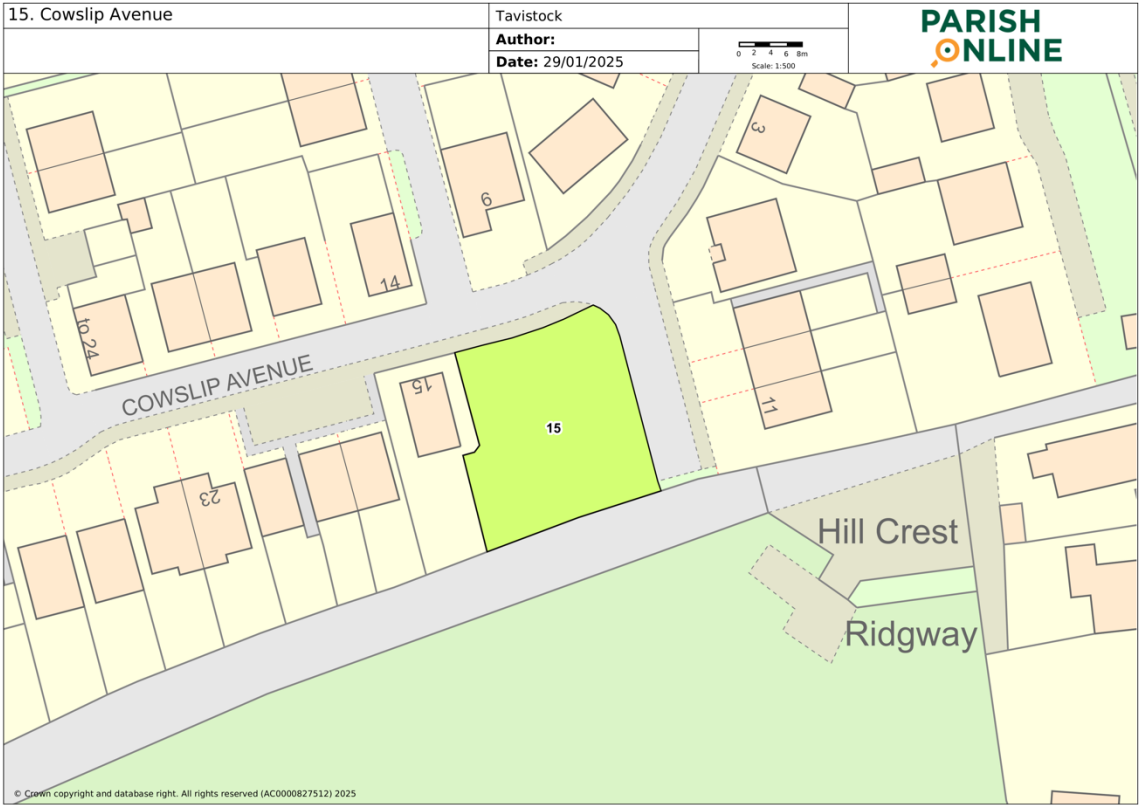 15. Cowslip Avenue
Tavistock
Author:
Date: 29/01/2025
0 2 4 6 8m
Scale: 1:500
PARISH
ONLINE
3
9
14
to 24
COWSLIP AVENUE
15
15
11
23
Hill Crest
Ridgway
© Crown copyright and database right. All rights reserved (AC0000827512) 2025